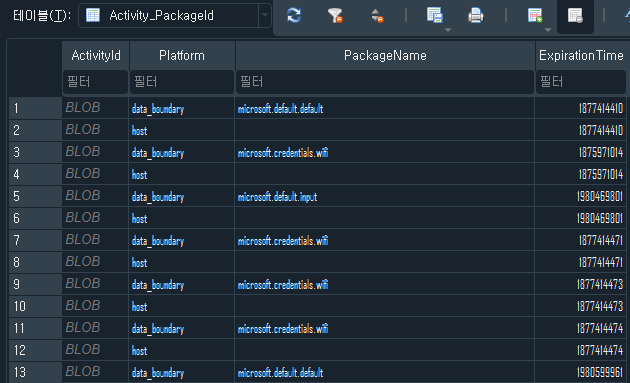 테이블(T): Activity_PackageId
ActivityId Platform PackageName ExpirationTime
필터 필터 필터 필터
1 BLOB data_boundary microsoft.default.default 1877414410
2 BLOB host 1877414410
3 BLOB data_boundary microsoft.credentials.wifi 1875971014
4 BLOB host 1875971014
5 BLOB data_boundary microsoft.default.input 1980469801
6 BLOB host 1980469801
7 BLOB data_boundary microsoft.credentials.wifi 1877414471
8 BLOB host 1877414471
9 BLOB data_boundary microsoft.credentials.wifi 1877414473
10 BLOB host 1877414473
11 BLOB data_boundary microsoft.credentials.wifi 1877414474
12 BLOB host 1877414474
13 BLOB data_boundary microsoft.default.default 1980599961